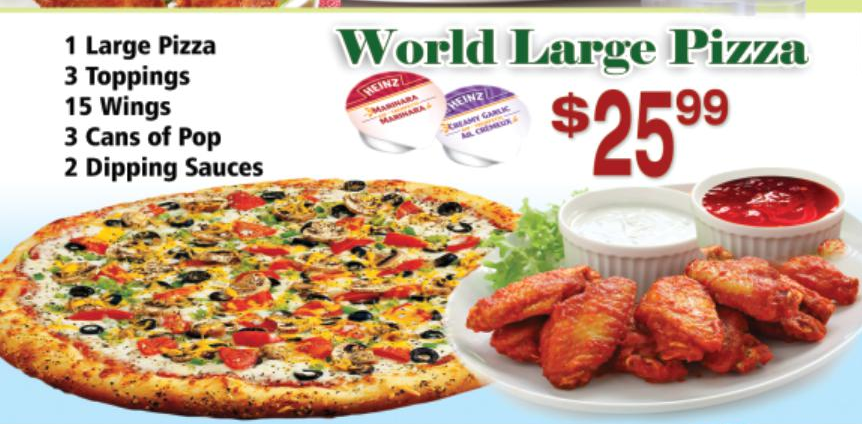 1 Large Pizza
3 Toppings
15 Wings
3 Cans of Pop
2 Dipping Sauces
World Large Pizza
HEINZ
MARINARA
MARINARA
HEINZ
CREAMY GARLIC
AIL CRÉMEUX
$25.99